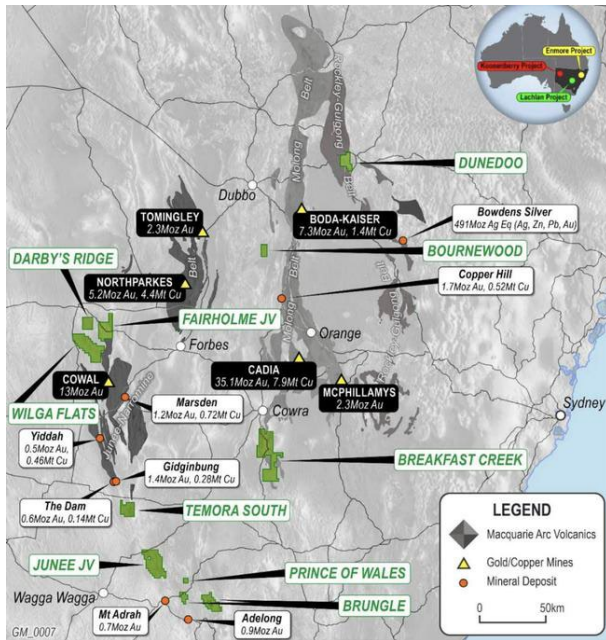 Enmore Project
Koonenberry Project
Lachlan Project
Belt
Molong
Rockley-Gulgong
Belt
DUNEDOO
Dubbo
TOMINGLEY
2.3Moz Au
BODA-KAISER
7.3Moz Au, 1.4Mt Cu
Bowdens Silver
491Moz Ag Eq (Ag, Zn, Pb, Au)
DARBY'S RIDGE
BOURNEWOOD
NORTHPARKES
5.2Moz Au, 4.4Mt Cu
Belt
Belt
Belt
Copper Hill
1.7Moz Au, 0.52Mt Cu
FAIRHOLME JV
Molong
Rockley-Gulgong
Orange
Forbes
COWAL
13Moz Au
CADIA
35.1Moz Au, 7.9Mt Cu
MCPHILLAMYS
2.3Moz Au
Sydney
Marsden
1.2Moz Au, 0.72Mt Cu
WILGA FLATS
Cowra
Junee-Narromine
Yiddah
0.5Moz Au,
0.46Mt Cu
Gidginbung
1.4Moz Au, 0.28Mt Cu
BREAKFAST CREEK
The Dam
0.6Moz Au, 0.14Mt Cu
TEMORA SOUTH
LEGEND
Macquarie Arc Volcanics
Gold/Copper Mines
Mineral Deposit
0
50km
JUNEE JV
PRINCE OF WALES
Wagga Wagga
BRUNGLE
Mt Adrah
0.7Moz Au
Adelong
0.9Moz Au
GM_0007